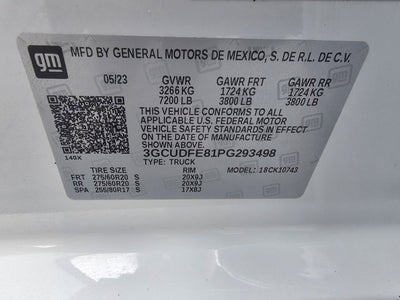 gm
MFD BY GENERAL MOTORS DE MEXICO, S. DE R.L. DE C.V.
05/23 GVWR GAWR FRT GAWR RR
3266 KG 1724 KG 1724 KG
7200 LB 3800 LB 3800 LB
THIS VEHICLE CONFORMS TO ALL
APPLICABLE U.S. FEDERAL MOTOR
VEHICLE SAFETY STANDARDS IN EFFECT
ON THE DATE OF MANUFACTURE SHOWN ABOVE.
3GCUDFE81PG293498
140X TYPE: TRUCK MODEL: 18CK10743
TIRE SIZE RIM
FRT 275/60R20 S 20X9J
RR 275/60R20 S 20X9J
SPA 255/80R17 S 17X8J